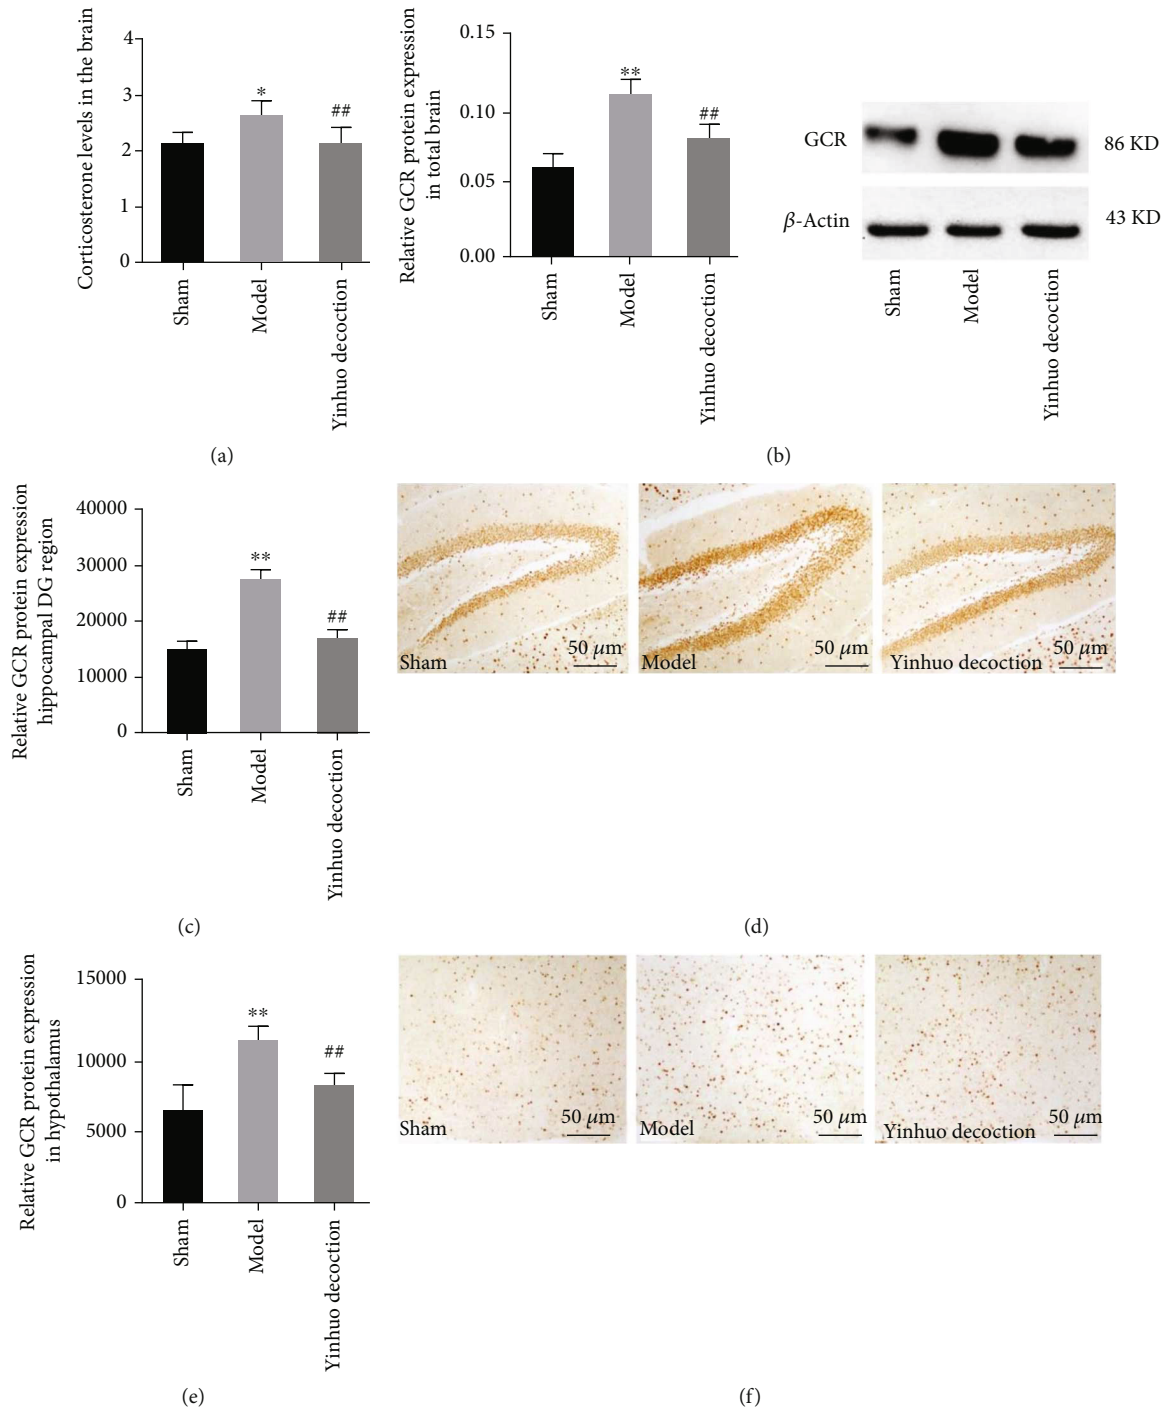 Corticosterone levels in the brain
4
3
2
1
0
*
##
Sham
Model
Yinhuo decoction
(a)
Relative GCR protein expression
in total brain
0.15
0.10
0.05
0.00
**
##
Sham
Model
Yinhuo decoction
GCR
86 KD
β-Actin
43 KD
Sham
Model
Yinhuo decoction
(b)
Relative GCR protein expression
hippocampal DG region
40000
30000
20000
10000
0
**
##
Sham
Model
Yinhuo decoction
(c)
Sham
50 μm
Model
50 μm
Yinhuo decoction
50 μm
(d)
Relative GCR protein expression
in hypothalamus
15000
10000
5000
0
**
##
Sham
Model
Yinhuo decoction
(e)
Sham
50 μm
Model
50 μm
Yinhuo decoction
50 μm
(f)